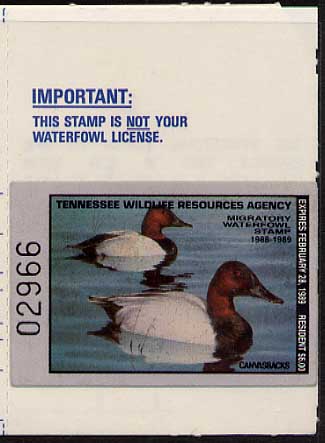 IMPORTANT:
THIS STAMP IS NOT YOUR
WATERFOWL LICENSE.
TENNESSEE WILDLIFE RESOURCES AGENCY
MIGRATORY
WATERFOWL
STAMP
1988-1989
EXPIRES FEBRUARY 28, 1989 RESIDENT $6.00
02966
CANVASBACKS